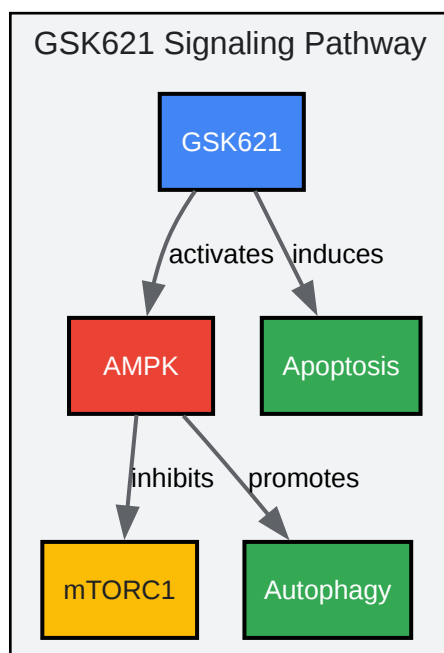 GSK621 Signaling Pathway
GSK621
activates
induces
AMPK
Apoptosis
inhibits
promotes
mTORC1
Autophagy